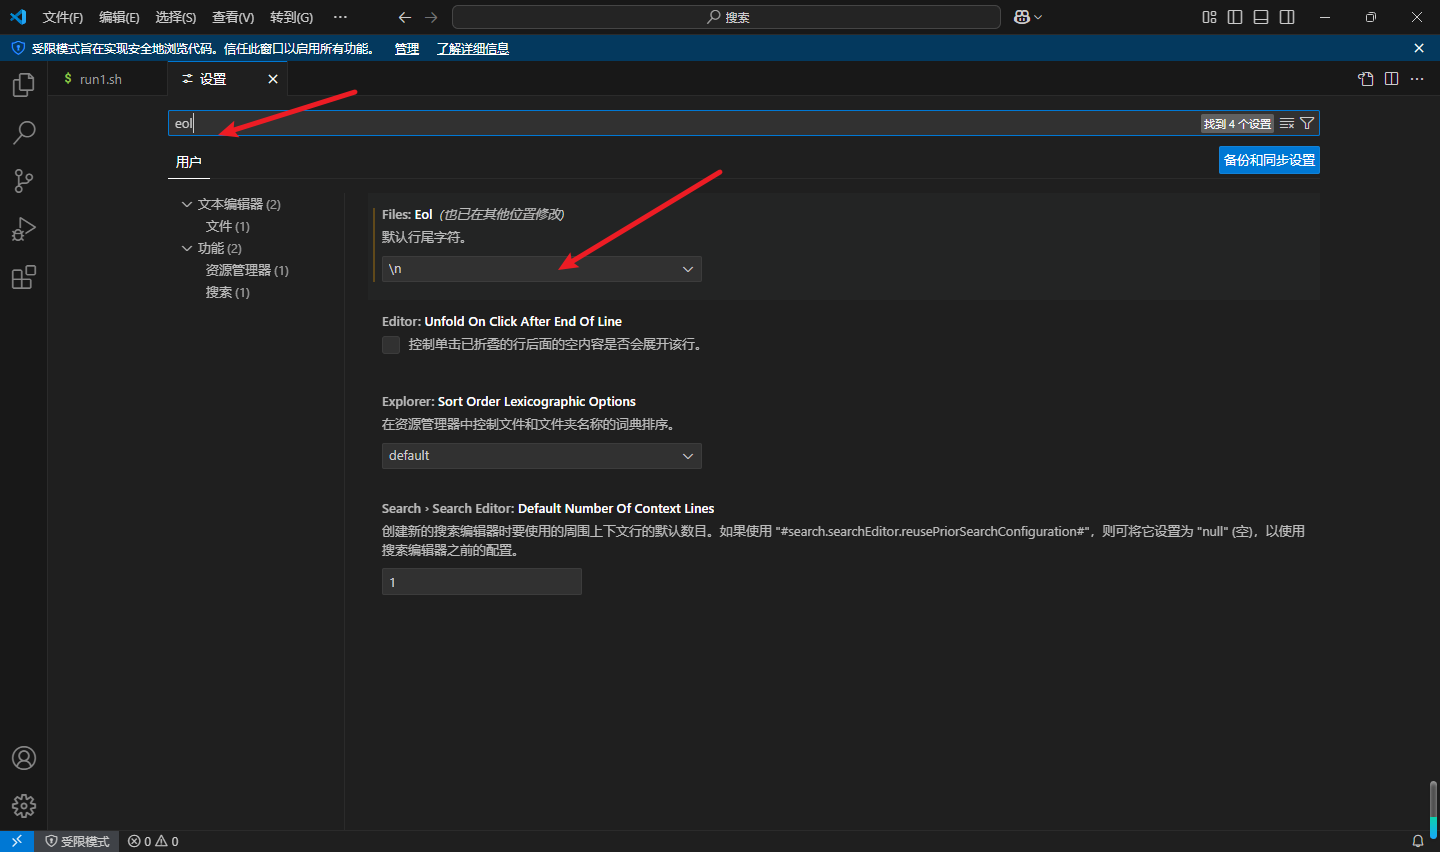 文件(F) 编辑(E) 选择(S) 查看(V) 转到(G) ··· 搜索
受限模式旨在实现安全地浏览代码。信任此窗口以启用所有功能。 管理 了解详细信息
$ run1.sh 设置
eol 找到 4 个设置
用户 备份和同步设置
文本编辑器 (2)
文件 (1)
功能 (2)
资源管理器 (1)
搜索 (1)
Files: Eol (也已在其他位置修改)
默认行尾字符。
\n
Editor: Unfold On Click After End Of Line
控制单击已折叠的行后面的空内容是否会展开该行。
Explorer: Sort Order Lexicographic Options
在资源管理器中控制文件和文件夹名称的词典排序。
default
Search › Search Editor: Default Number Of Context Lines
创建新的搜索编辑器时要使用的周围上下文行的默认数目。如果使用 "#search.searchEditor.reusePriorSearchConfiguration#"，则可将它设置为 "null" (空)，以使用
搜索编辑器之前的配置。
1
受限模式 0 0